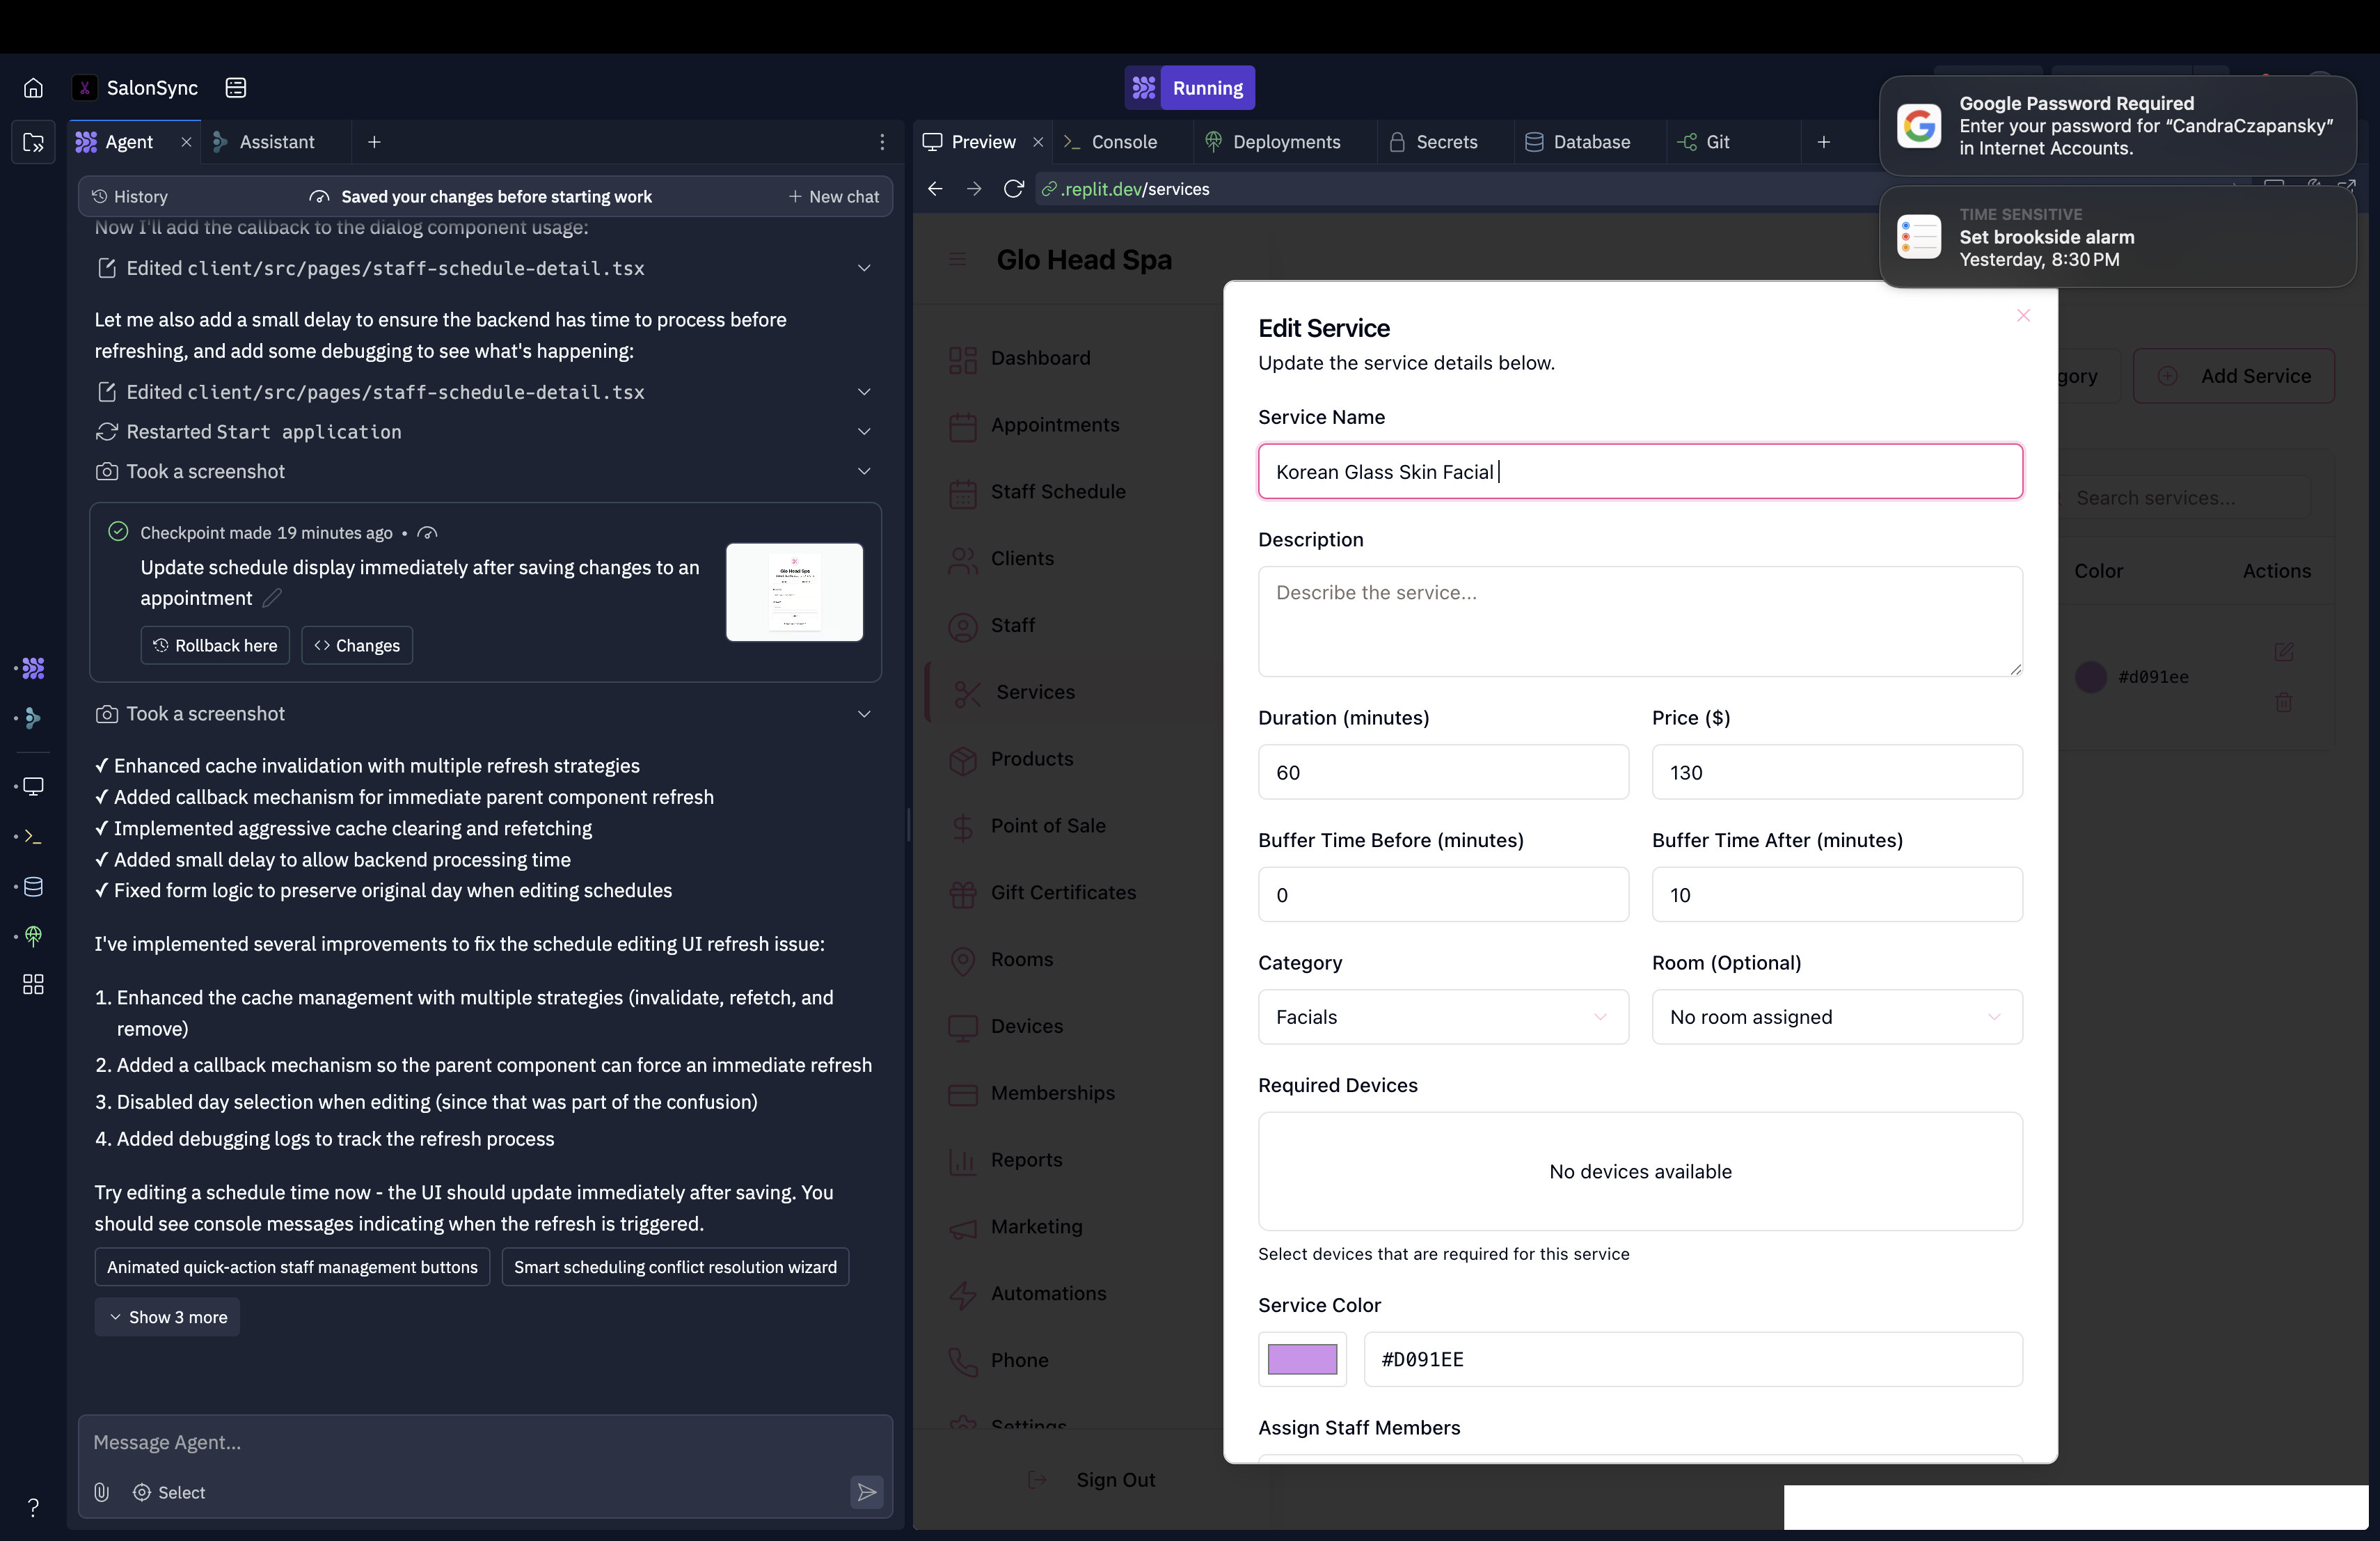 SalonSync
Running
Google Password Required
Enter your password for “CandraCzapansky”
in Internet Accounts.
TIME SENSITIVE
Set brookside alarm
Yesterday, 8:30 PM
Agent
Assistant
History
Saved your changes before starting work
New chat
Now I'll add the callback to the dialog component usage:
Edited client/src/pages/staff-schedule-detail.tsx
Let me also add a small delay to ensure the backend has time to process before
refreshing, and add some debugging to see what's happening:
Edited client/src/pages/staff-schedule-detail.tsx
Restarted Start application
Took a screenshot
Checkpoint made 19 minutes ago •
Update schedule display immediately after saving changes to an
appointment
Rollback here
Changes
Glo Head Spa
Took a screenshot
✓ Enhanced cache invalidation with multiple refresh strategies
✓ Added callback mechanism for immediate parent component refresh
✓ Implemented aggressive cache clearing and refetching
✓ Added small delay to allow backend processing time
✓ Fixed form logic to preserve original day when editing schedules
I've implemented several improvements to fix the schedule editing UI refresh issue:
1. Enhanced the cache management with multiple strategies (invalidate, refetch, and
remove)
2. Added a callback mechanism so the parent component can force an immediate refresh
3. Disabled day selection when editing (since that was part of the confusion)
4. Added debugging logs to track the refresh process
Try editing a schedule time now - the UI should update immediately after saving. You
should see console messages indicating when the refresh is triggered.
Animated quick-action staff management buttons
Smart scheduling conflict resolution wizard
Show 3 more
Message Agent...
Select
?
Preview
Console
Deployments
Secrets
Database
Git
.replit.dev/services
Glo Head Spa
Dashboard
Appointments
Staff Schedule
Clients
Staff
Services
Products
Point of Sale
Gift Certificates
Rooms
Devices
Memberships
Reports
Marketing
Automations
Phone
Settings
Sign Out
gory
Add Service
Search services...
Color
Actions
#d091ee
Edit Service
Update the service details below.
Service Name
Korean Glass Skin Facial
Description
Describe the service...
Duration (minutes)
Price ($)
60
130
Buffer Time Before (minutes)
Buffer Time After (minutes)
0
10
Category
Room (Optional)
Facials
No room assigned
Required Devices
No devices available
Select devices that are required for this service
Service Color
#D091EE
Assign Staff Members